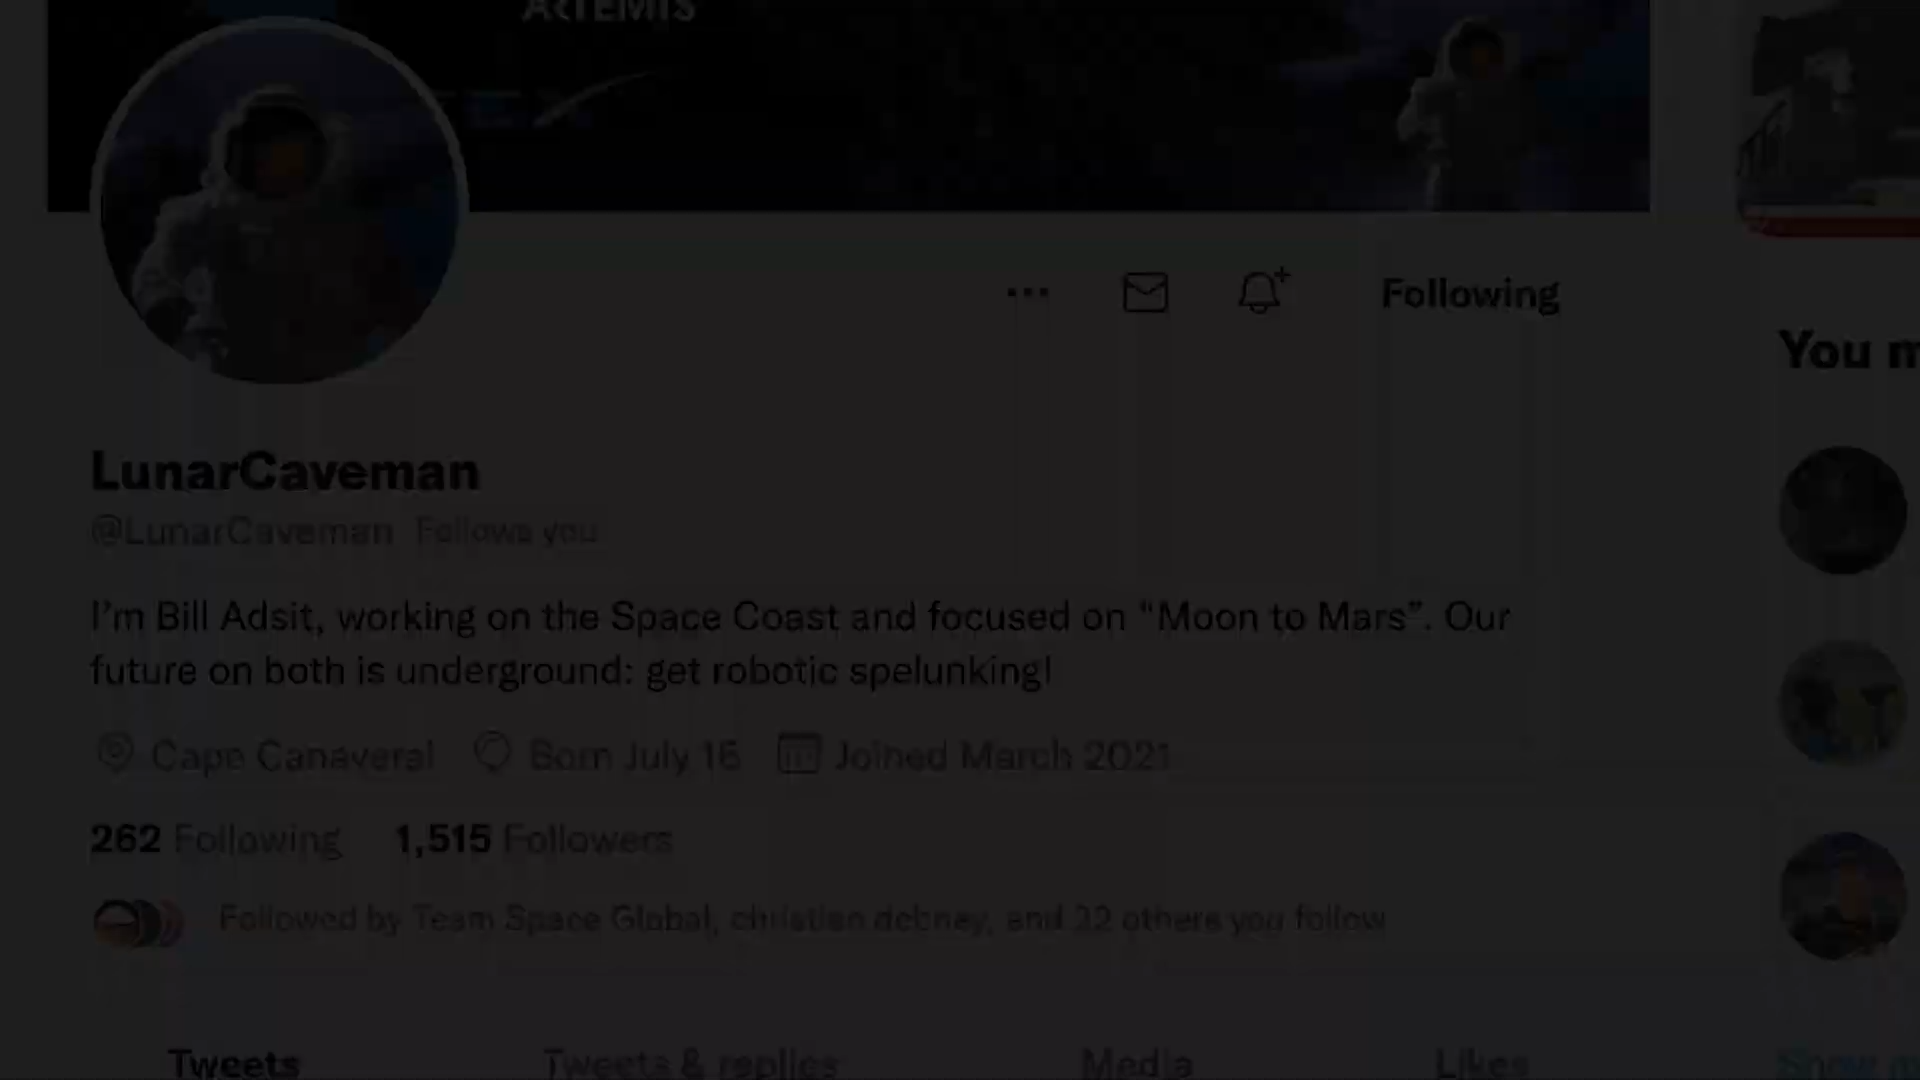 ARTEMIS
Following
You m
LunarCaveman
@LunarCaveman Follows you
I'm Bill Adsit, working on the Space Coast and focused on “Moon to Mars”. Our
future on both is underground: get robotic spelunking!
Cape Canaveral Born July 16 Joined March 2021
262 Following 1,515 Followers
Followed by Team Space Global, christian debney, and 22 others you follow
Tweets Tweets & replies Media Likes
Show m